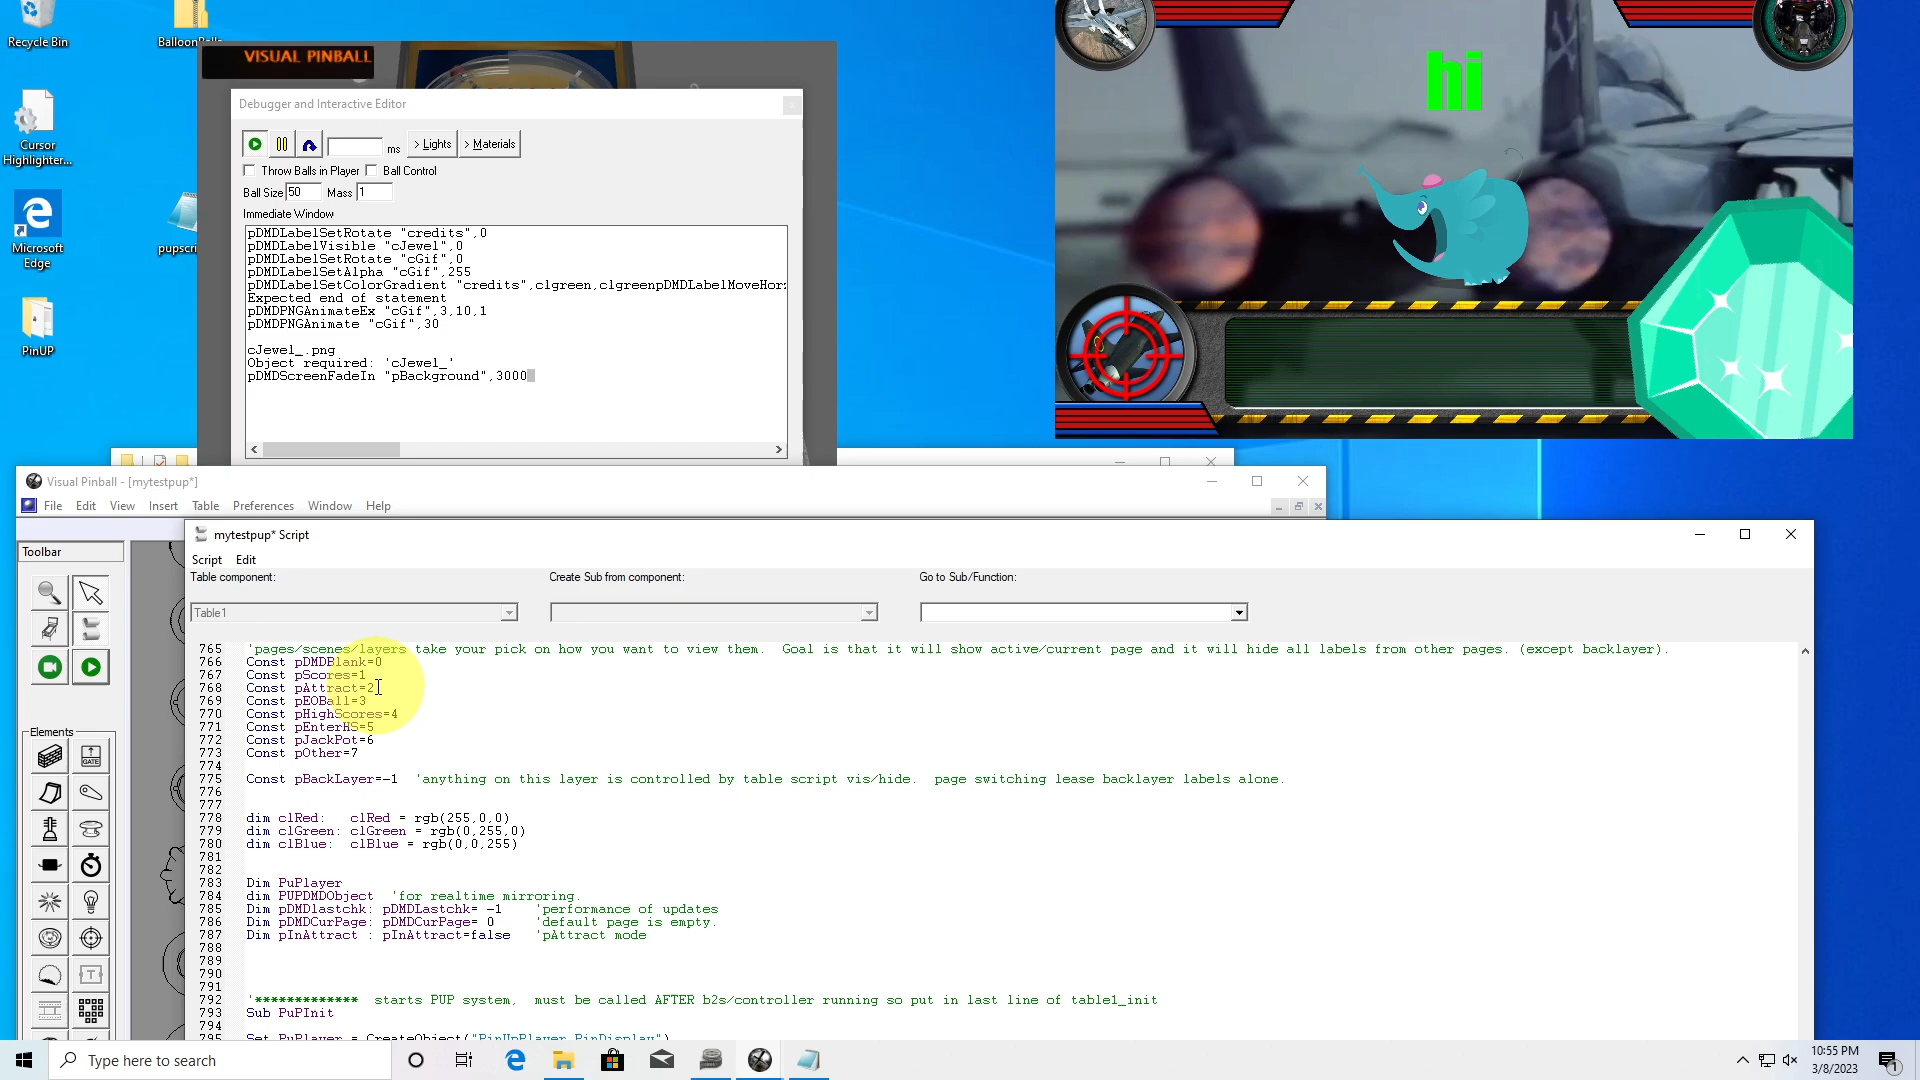 Recycle Bin
VISUAL PINBALL
hi
Debugger and Interactive Editor
ms
> Lights
> Materials
Throw Balls in Player
Ball Control
Ball Size 50
Mass 1
Immediate Window
pDMDLabelSetRotate "credits",0
pDMDLabelVisible "cJewel",0
pDMDLabelSetRotate "cGif",0
pDMDLabelSetAlpha "cGif",255
pDMDLabelSetColorGradient "credits",clgreen,clgreenpDMDLabelMoveHor
Expected end of statement
pDMDPNGAnimateEx "cGif",3,10,1
pDMDPNGAnimate "cGif",30
cJewel_.png
Object required: 'cJewel_'
pDMDScreenFadeIn "pBackground",3000
Cursor
Highlighter...
Microsoft
Edge
pupscri
PinUP
Visual Pinball - [mytestpup*]
File Edit View Insert Table Preferences Window Help
Toolbar
Elements
GATE
T
mytestpup* Script
Script Edit
Table component:
Create Sub from component:
Go to Sub/Function:
Table1
765 'pages/scenes/layers take your pick on how you want to view them.  Goal is that it will show active/current page and it will hide all labels from other pages. (except backlayer).
766 Const pDMDBlank=0
767 Const pScores=1
768 Const pAttract=2
769 Const pEOBall=3
770 Const pHighScores=4
771 Const pEnterHS=5
772 Const pJackPot=6
773 Const pOther=7
774
775 Const pBackLayer=-1  'anything on this layer is controlled by table script vis/hide.  page switching lease backlayer labels alone.
776
777
778 dim clRed:   clRed = rgb(255,0,0)
779 dim clGreen: clGreen = rgb(0,255,0)
780 dim clBlue:  clBlue = rgb(0,0,255)
781
782
783 Dim PuPlayer
784 dim PUPDMDObject  'for realtime mirroring.
785 Dim pDMDlastchk: pDMDLastchk= -1    'performance of updates
786 Dim pDMDCurPage: pDMDCurPage= 0     'default page is empty.
787 Dim pInAttract : pInAttract=false   'pAttract mode
788
789
790
791
792 '*************  starts PUP system,  must be called AFTER b2s/controller running so put in last line of table1_init
793 Sub PuPInit
794
795 Set PuPlayer = CreateObject("PinUpPlayer.PinDisplay")
Type here to search
10:55 PM
3/8/2023
1